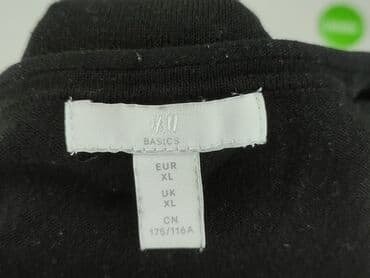 H&M
BASICS
EUR
XL
UK
XL
CN
175/116A